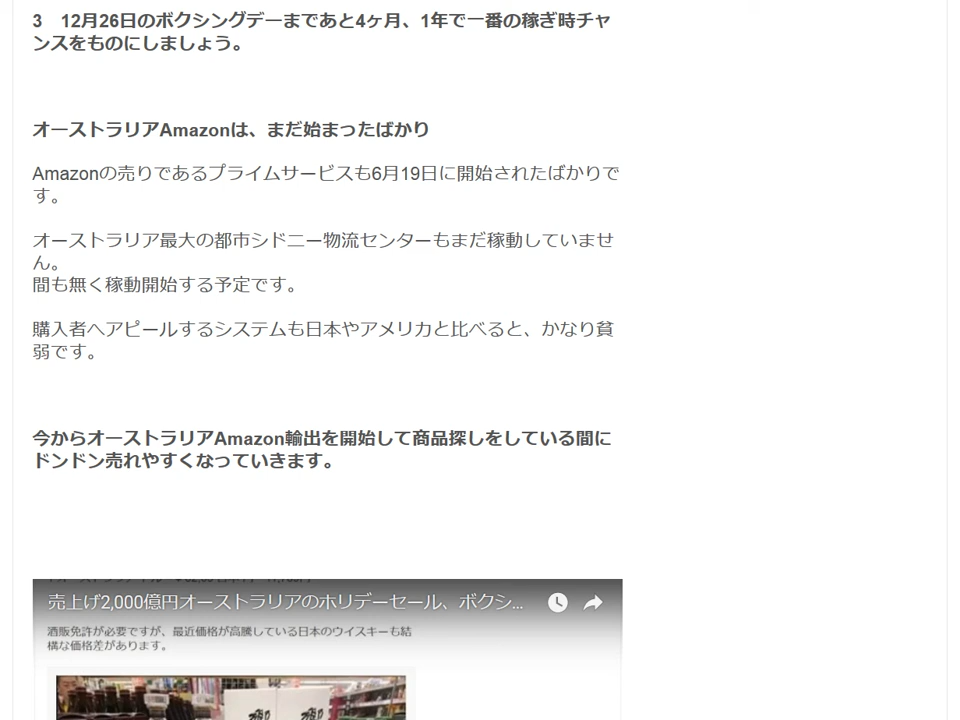 3　12月26日のボクシングデーまであと4ヶ月、1年で一番の稼ぎ時チャ
ンスをものにしましょう。
オーストラリアAmazonは、まだ始まったばかり
Amazonの売りであるプライムサービスも6月19日に開始されたばかりで
す。
オーストラリア最大の都市シドニー物流センターもまだ稼動していませ
ん。
間も無く稼動開始する予定です。
購入者へアピールするシステムも日本やアメリカと比べると、かなり貧
弱です。
今からオーストラリアAmazon輸出を開始して商品探しをしている間に
ドンドン売れやすくなっていきます。
売上げ2,000億円オーストラリアのホリデーセール、ボクシ...
酒販免許が必要ですが、最近価格が高騰している日本のウイスキーも結
構な価格差があります。